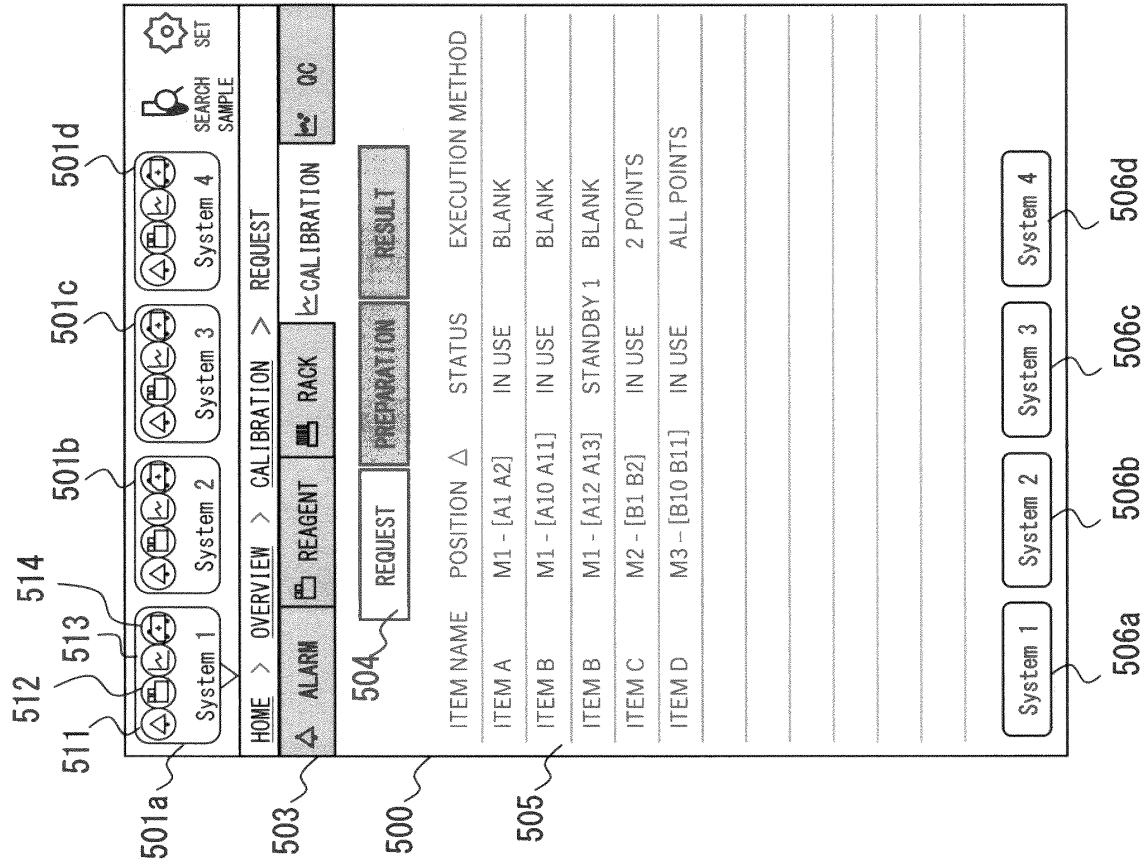 501a 501b 501c 501d
511 512 513 514
System 1 System 2 System 3 System 4 SEARCH SAMPLE SET
HOME > OVERVIEW > CALIBRATION > REQUEST
503 ALARM REAGENT RACK CALIBRATION QC
504 REQUEST PREPARATION RESULT
500
505
ITEM NAME POSITION △ STATUS EXECUTION METHOD
ITEM A M1 - [A1 A2] IN USE BLANK
ITEM B M1 - [A10 A11] IN USE BLANK
ITEM B M1 - [A12 A13] STANDBY 1 BLANK
ITEM C M2 - [B1 B2] IN USE 2 POINTS
ITEM D M3 - [B10 B11] IN USE ALL POINTS
System 1 System 2 System 3 System 4
506a 506b 506c 506d